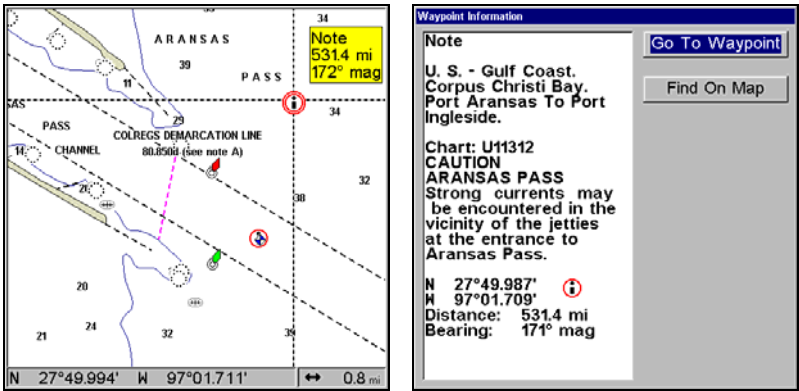 34
ARANSAS
Note
531.4 mi
172° mag
39
PASS
11
34
29
PASS
COLREGS DEMARCATION LINE
80.850d (see note A)
CHANNEL
14
32
38
20
24
21
32
39
N 27°49.994' W 97°01.711' ↔ 0.8 mi
Waypoint Information
Note
U. S. - Gulf Coast.
Corpus Christi Bay.
Port Aransas To Port
Ingleside.
Chart: U11312
CAUTION
ARANSAS PASS
Strong currents may
be encountered in the
vicinity of the jetties
at the entrance to
Aransas Pass.
N 27°49.987'
W 97°01.709'
Distance: 531.4 mi
Bearing: 171° mag
Go To Waypoint
Find On Map